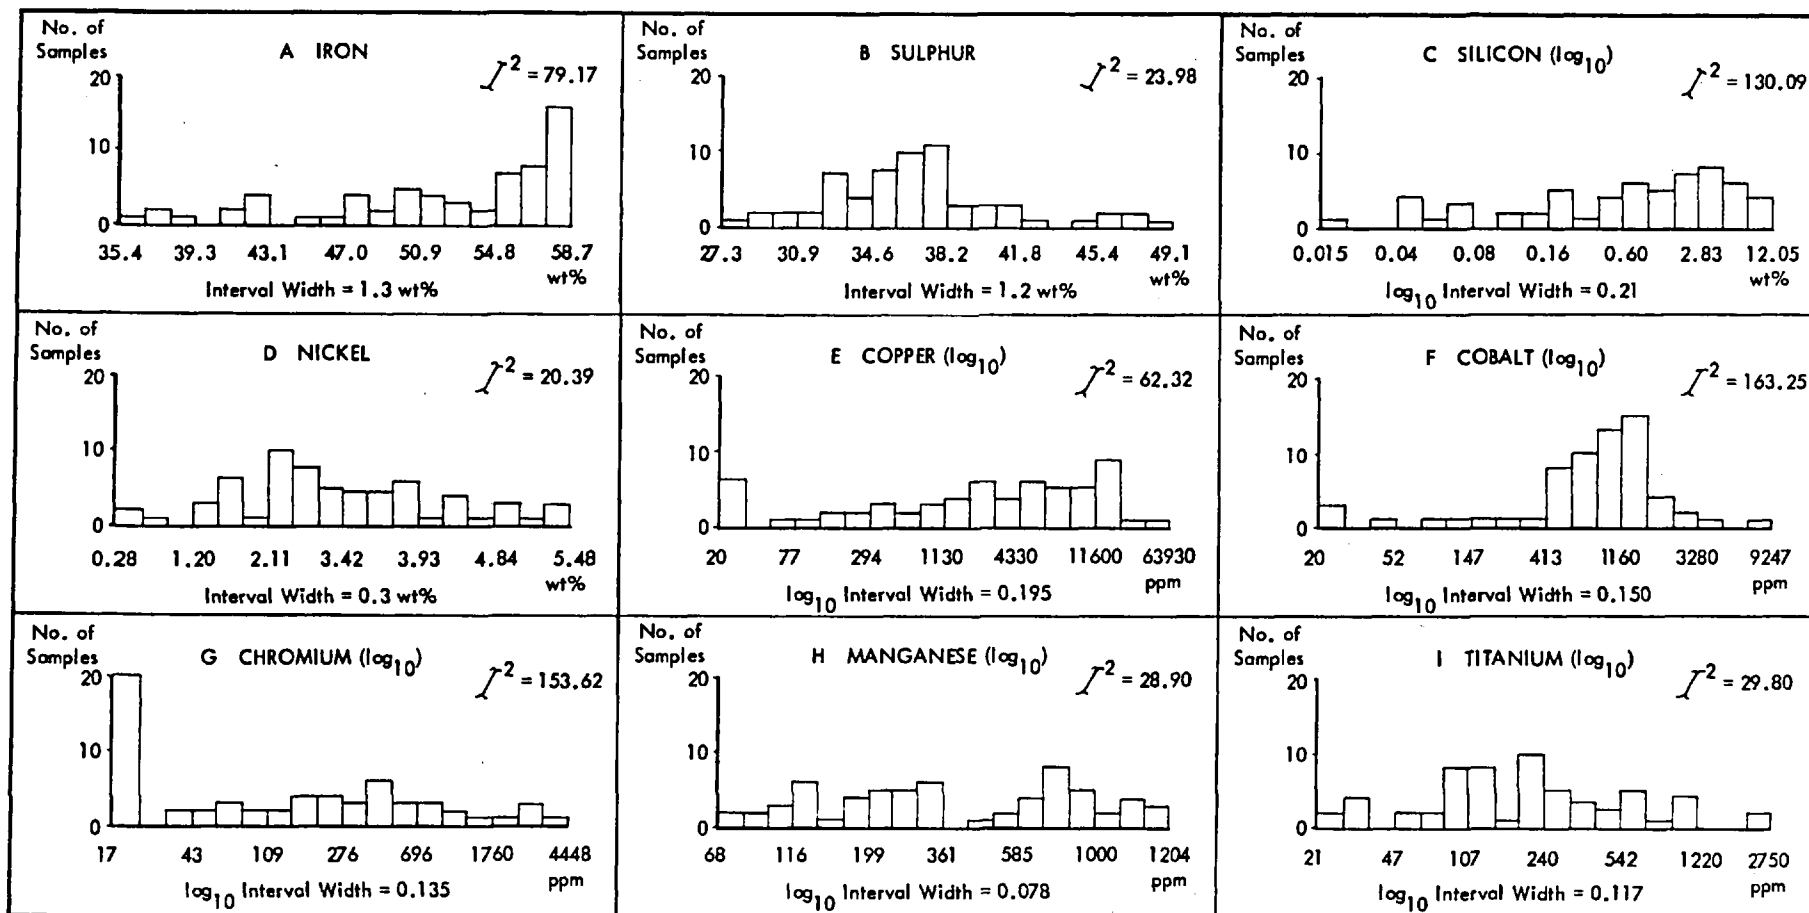 No. of
Samples
A IRON
χ² = 79.17
20
10
0
35.4 39.3 43.1 47.0 50.9 54.8 58.7
wt%
Interval Width = 1.3 wt%
No. of
Samples
B SULPHUR
χ² = 23.98
20
10
0
27.3 30.9 34.6 38.2 41.8 45.4 49.1
wt%
Interval Width = 1.2 wt%
No. of
Samples
C SILICON (log₁₀)
χ² = 130.09
20
10
0
0.015 0.04 0.08 0.16 0.60 2.83 12.05
wt%
log₁₀ Interval Width = 0.21
No. of
Samples
D NICKEL
χ² = 20.39
20
10
0
0.28 1.20 2.11 3.42 3.93 4.84 5.48
wt%
Interval Width = 0.3 wt%
No. of
Samples
E COPPER (log₁₀)
χ² = 62.32
20
10
0
20 77 294 1130 4330 11600 63930
ppm
log₁₀ Interval Width = 0.195
No. of
Samples
F COBALT (log₁₀)
χ² = 163.25
20
10
0
20 52 147 413 1160 3280 9247
ppm
log₁₀ Interval Width = 0.150
No. of
Samples
G CHROMIUM (log₁₀)
χ² = 153.62
20
10
0
17 43 109 276 696 1760 4448
ppm
log₁₀ Interval Width = 0.135
No. of
Samples
H MANGANESE (log₁₀)
χ² = 28.90
20
10
0
68 116 199 361 585 1000 1204
ppm
log₁₀ Interval Width = 0.078
No. of
Samples
I TITANIUM (log₁₀)
χ² = 29.80
20
10
0
21 47 107 240 542 1220 2750
ppm
log₁₀ Interval Width = 0.117